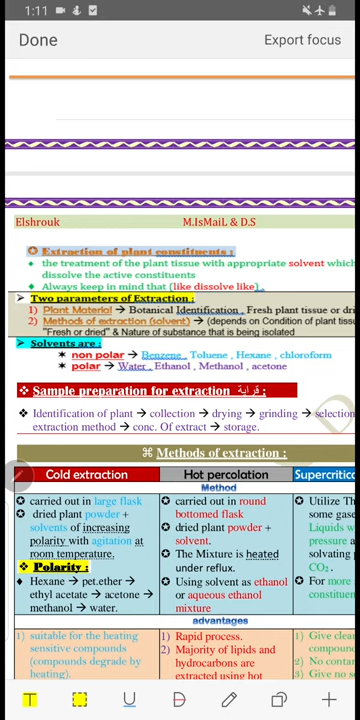 1:11
Done
Export focus
Elshrouk M.IsMaiL & D.S
Extraction of plant constituents :
the treatment of the plant tissue with appropriate solvent which
dissolve the active constituents
Always keep in mind that (like dissolve like) .
Two parameters of Extraction :
1) Plant Material → Botanical Identification, Fresh plant tissue or dri
2) Methods of extraction (solvent) → (depends on Condition of plant tissu
"Fresh or dried" & Nature of substance that is being isolated
Solvents are :
non polar → Benzene, Toluene, Hexane, chloroform
polar → Water, Ethanol, Methanol, acetone
Sample preparation for extraction قراية :
Identification of plant → collection → drying → grinding → selection
extraction method → conc. Of extract → storage.
⌘ Methods of extraction :
Cold extraction
Hot percolation
Supercritica
Method
carried out in large flask
dried plant powder +
solvents of increasing
polarity with agitation at
room temperature.
Polarity :
Hexane → pet.ether →
ethyl acetate → acetone →
methanol → water.
carried out in round
bottomed flask
dried plant powder +
solvent.
The Mixture is heated
under reflux.
Using solvent as ethanol
or aqueous ethanol
mixture
Utilize Th
some gase
Liquids w
pressure a
solvating p
CO₂.
For more
constituen
advantages
1) suitable for the heating
sensitive compounds
(compounds degrade by
heating).
1) Rapid process.
2) Majority of lipids and
hydrocarbons are
extracted using hot
1) Give clea
compoun
2) No contan
3) Give no s